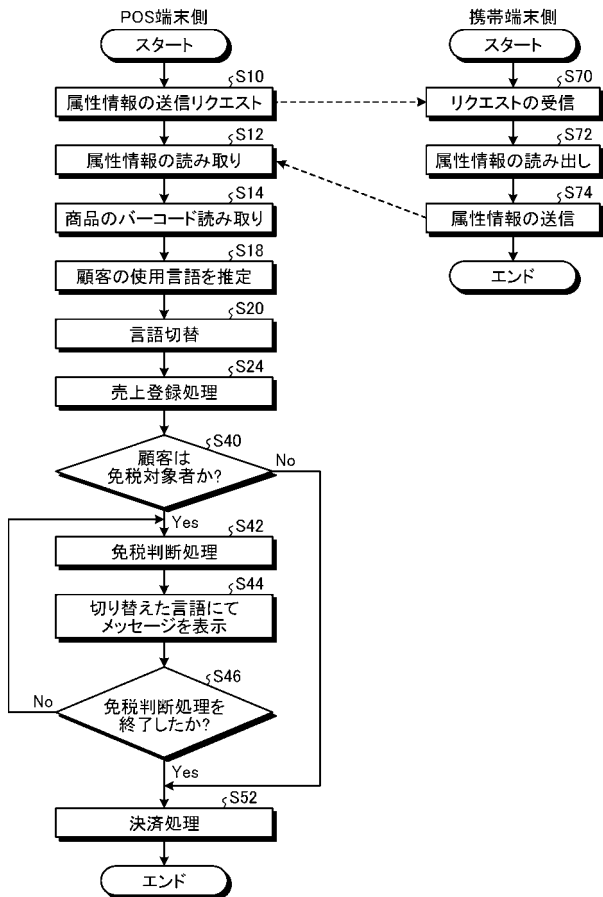 POS端末側
スタート
S10
属性情報の送信リクエスト
S12
属性情報の読み取り
S14
商品のバーコード読み取り
S18
顧客の使用言語を推定
S20
言語切替
S24
売上登録処理
S40
顧客は
免税対象者か?
No
Yes
S42
免税判断処理
S44
切り替えた言語にて
メッセージを表示
S46
免税判断処理を
終了したか?
No
Yes
S52
決済処理
エンド
携帯端末側
スタート
S70
リクエストの受信
S72
属性情報の読み出し
S74
属性情報の送信
エンド